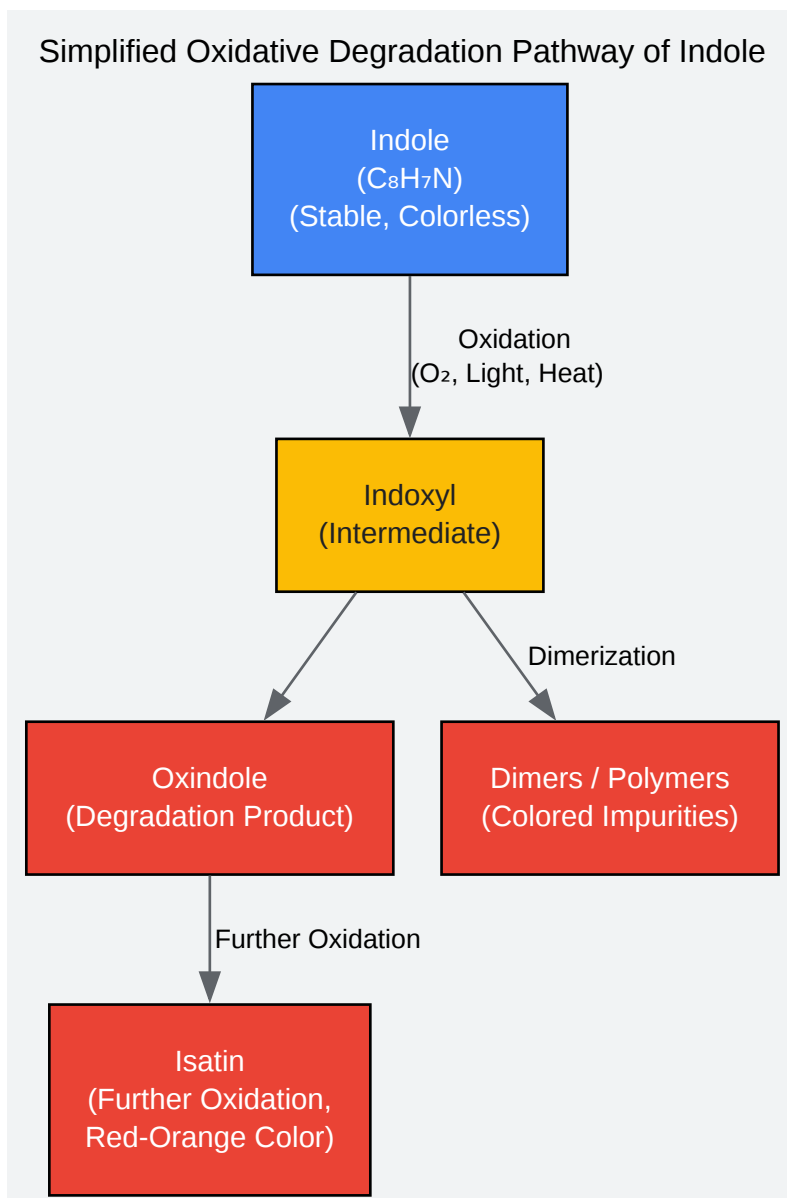 Simplified Oxidative Degradation Pathway of Indole
Indole
(C₈H₇N)
(Stable, Colorless)
Oxidation
(O₂, Light, Heat)
Indoxyl
(Intermediate)
Dimerization
Oxindole
(Degradation Product)
Dimers / Polymers
(Colored Impurities)
Further Oxidation
Isatin
(Further Oxidation,
Red-Orange Color)